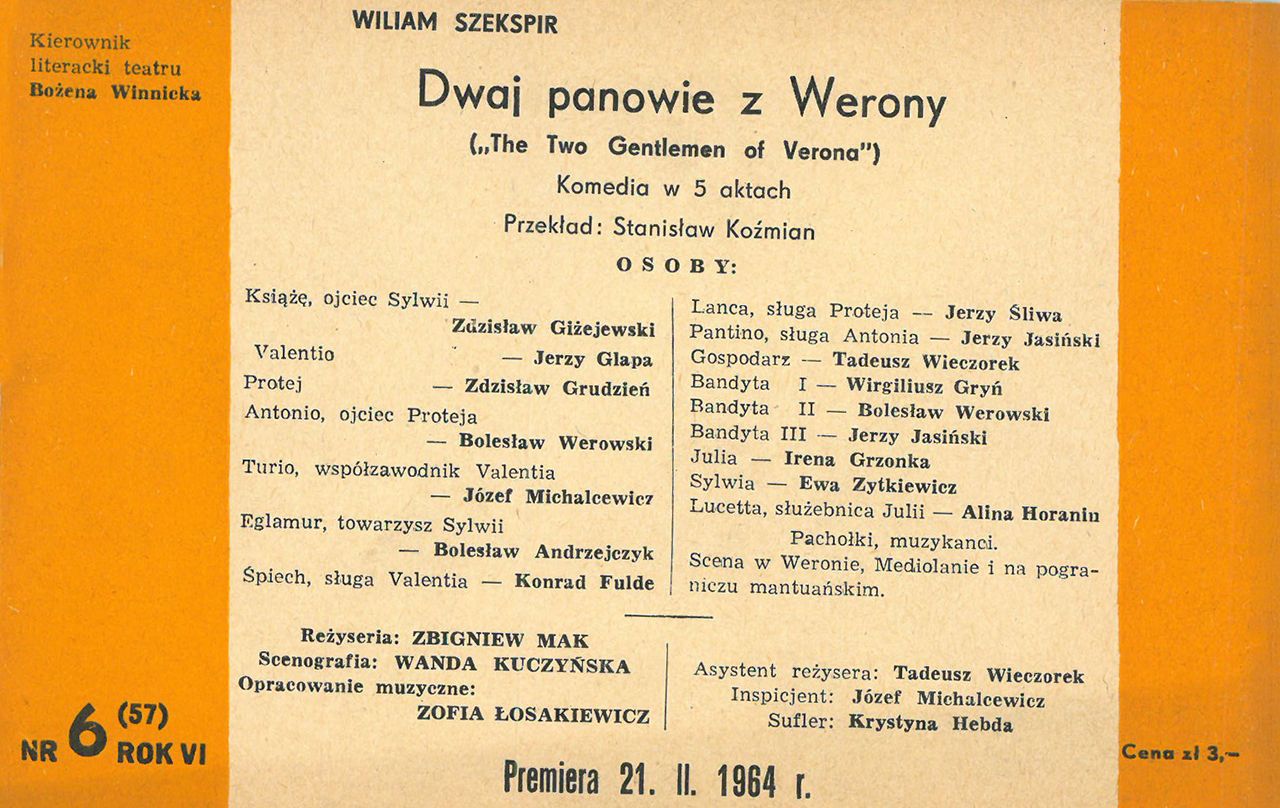 Kierownik
literacki teatru
Bożena Winnicka
WILIAM SZEKSPIR
Dwaj panowie z Werony
(„The Two Gentlemen of Verona")
Komedia w 5 aktach
Przekład: Stanisław Koźmian
OSOBY:
Książę, ojciec Sylwii —
Zdzisław Giżejewski
Valentio — Jerzy Glapa
Protej — Zdzisław Grudzień
Antonio, ojciec Proteja
— Bolesław Werowski
Turio, współzawodnik Valentia
— Józef Michalcewicz
Eglamur, towarzysz Sylwii
— Bolesław Andrzejczyk
Śpiech, sługa Valentia — Konrad Fulde
Lanca, sługa Proteja — Jerzy Śliwa
Pantino, sługa Antonia — Jerzy Jasiński
Gospodarz — Tadeusz Wieczorek
Bandyta I — Wirgiliusz Gryń
Bandyta II — Bolesław Werowski
Bandyta III — Jerzy Jasiński
Julia — Irena Grzonka
Sylwia — Ewa Zytkiewicz
Lucetta, służebnica Julii — Alina Horanin
Pachołki, muzykanci.
Scena w Weronie, Mediolanie i na pogra-
niczu mantuańskim.
Reżyseria: ZBIGNIEW MAK
Scenografia: WANDA KUCZYŃSKA
Opracowanie muzyczne:
ZOFIA ŁOSAKIEWICZ
Asystent reżysera: Tadeusz Wieczorek
Inspicjent: Józef Michalcewicz
Sufler: Krystyna Hebda
NR 6 (57)
ROK VI
Cena zł 3,—
Premiera 21. II. 1964 r.